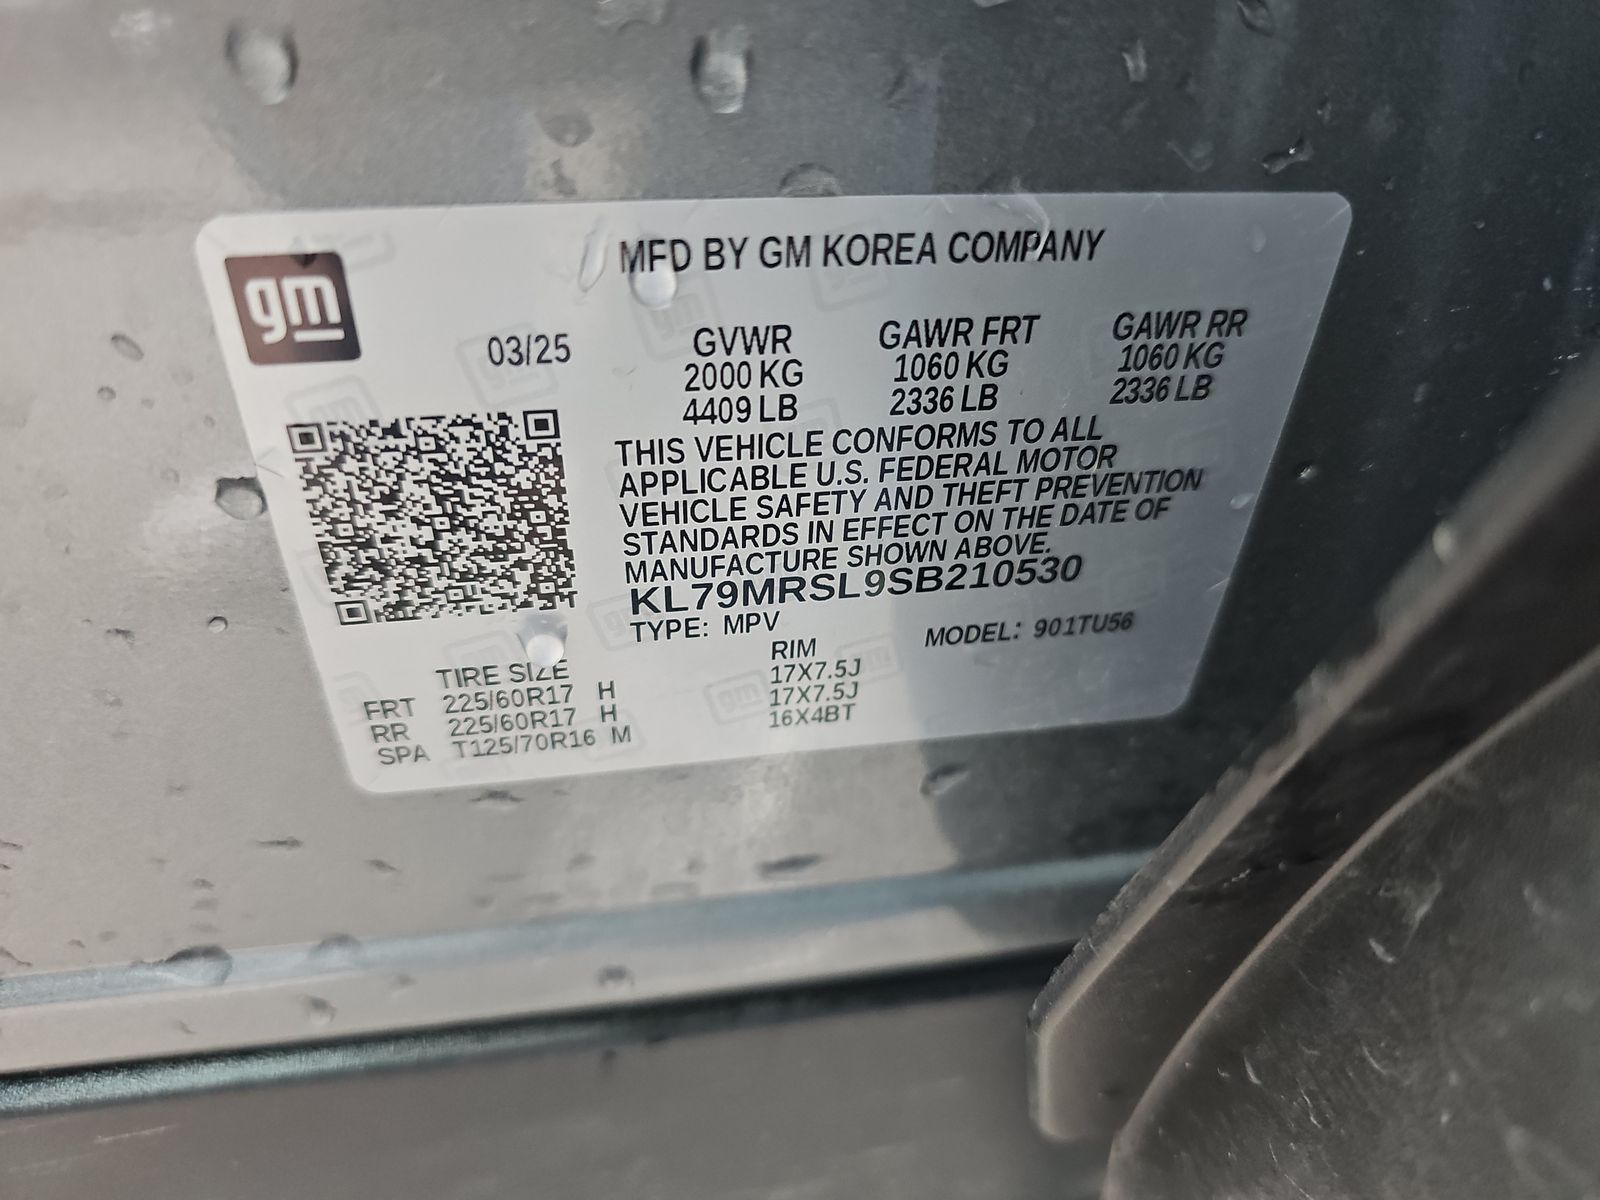 gm
MFD BY GM KOREA COMPANY
03/25 GVWR GAWR FRT GAWR RR
2000 KG 1060 KG 1060 KG
4409 LB 2336 LB 2336 LB
THIS VEHICLE CONFORMS TO ALL
APPLICABLE U.S. FEDERAL MOTOR
VEHICLE SAFETY AND THEFT PREVENTION
STANDARDS IN EFFECT ON THE DATE OF
MANUFACTURE SHOWN ABOVE.
KL79MRSL9SB210530
TYPE: MPV MODEL: 901TU56
TIRE SIZE RIM
FRT 225/60R17 H 17X7.5J
RR 225/60R17 H 17X7.5J
SPA T125/70R16 M 16X4BT